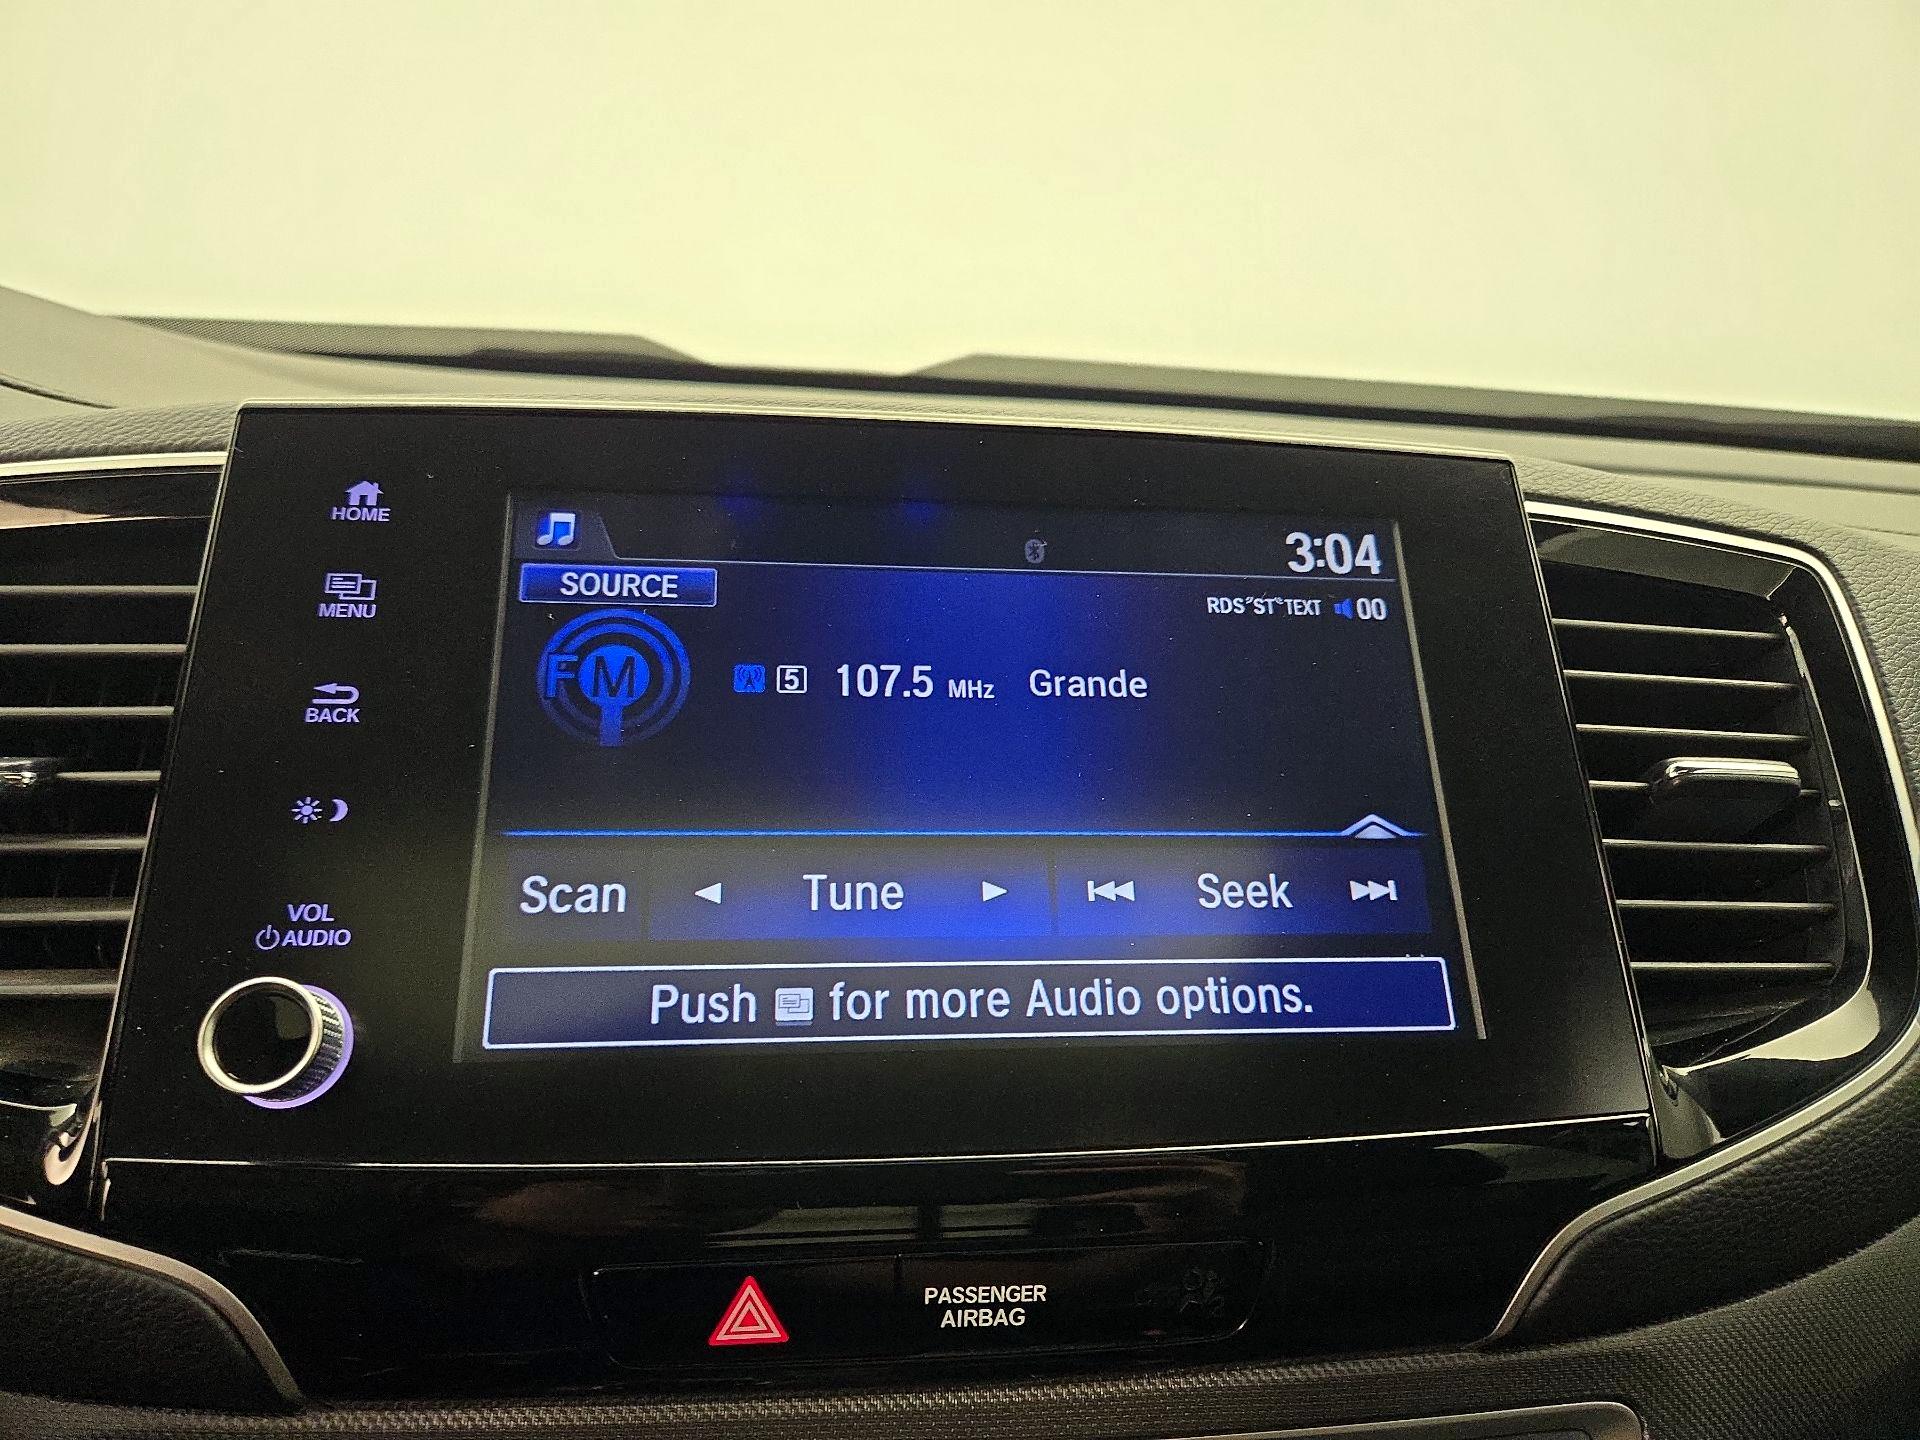 HOME
MENU
BACK
VOL
AUDIO
3:04
SOURCE
RDS ST TEXT 00
FM
5 107.5 MHz Grande
Scan Tune Seek
Push for more Audio options.
PASSENGER
AIRBAG